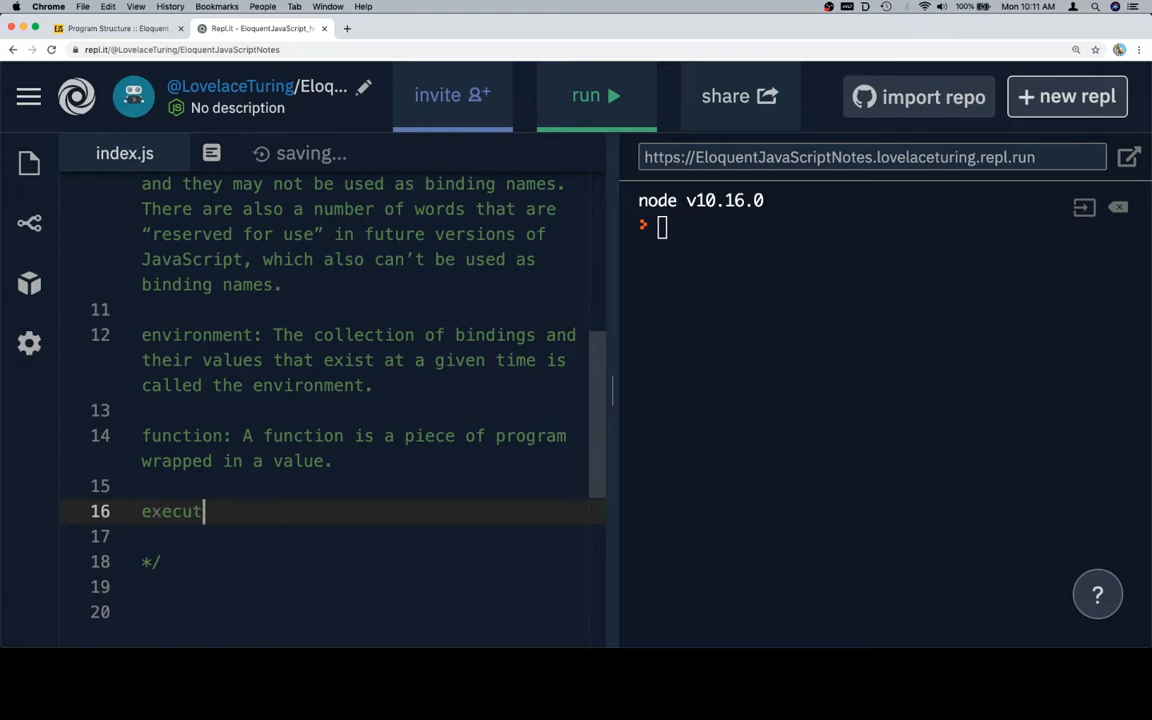 Chrome File Edit View History Bookmarks People Tab Window Help 100% Mon 10:11 AM
Program Structure :: Eloquent Repl.it - EloquentJavaScript_N
repl.it/@LovelaceTuring/EloquentJavaScriptNotes
@LovelaceTuring/Eloq...
No description
invite
run
share
import repo
+ new repl
index.js
saving...
https://EloquentJavaScriptNotes.lovelaceturing.repl.run
and they may not be used as binding names.
There are also a number of words that are
“reserved for use” in future versions of
JavaScript, which also can’t be used as
binding names.
11
12 environment: The collection of bindings and
their values that exist at a given time is
called the environment.
13
14 function: A function is a piece of program
wrapped in a value.
15
16 execut
17
18 */
19
20
node v10.16.0
?